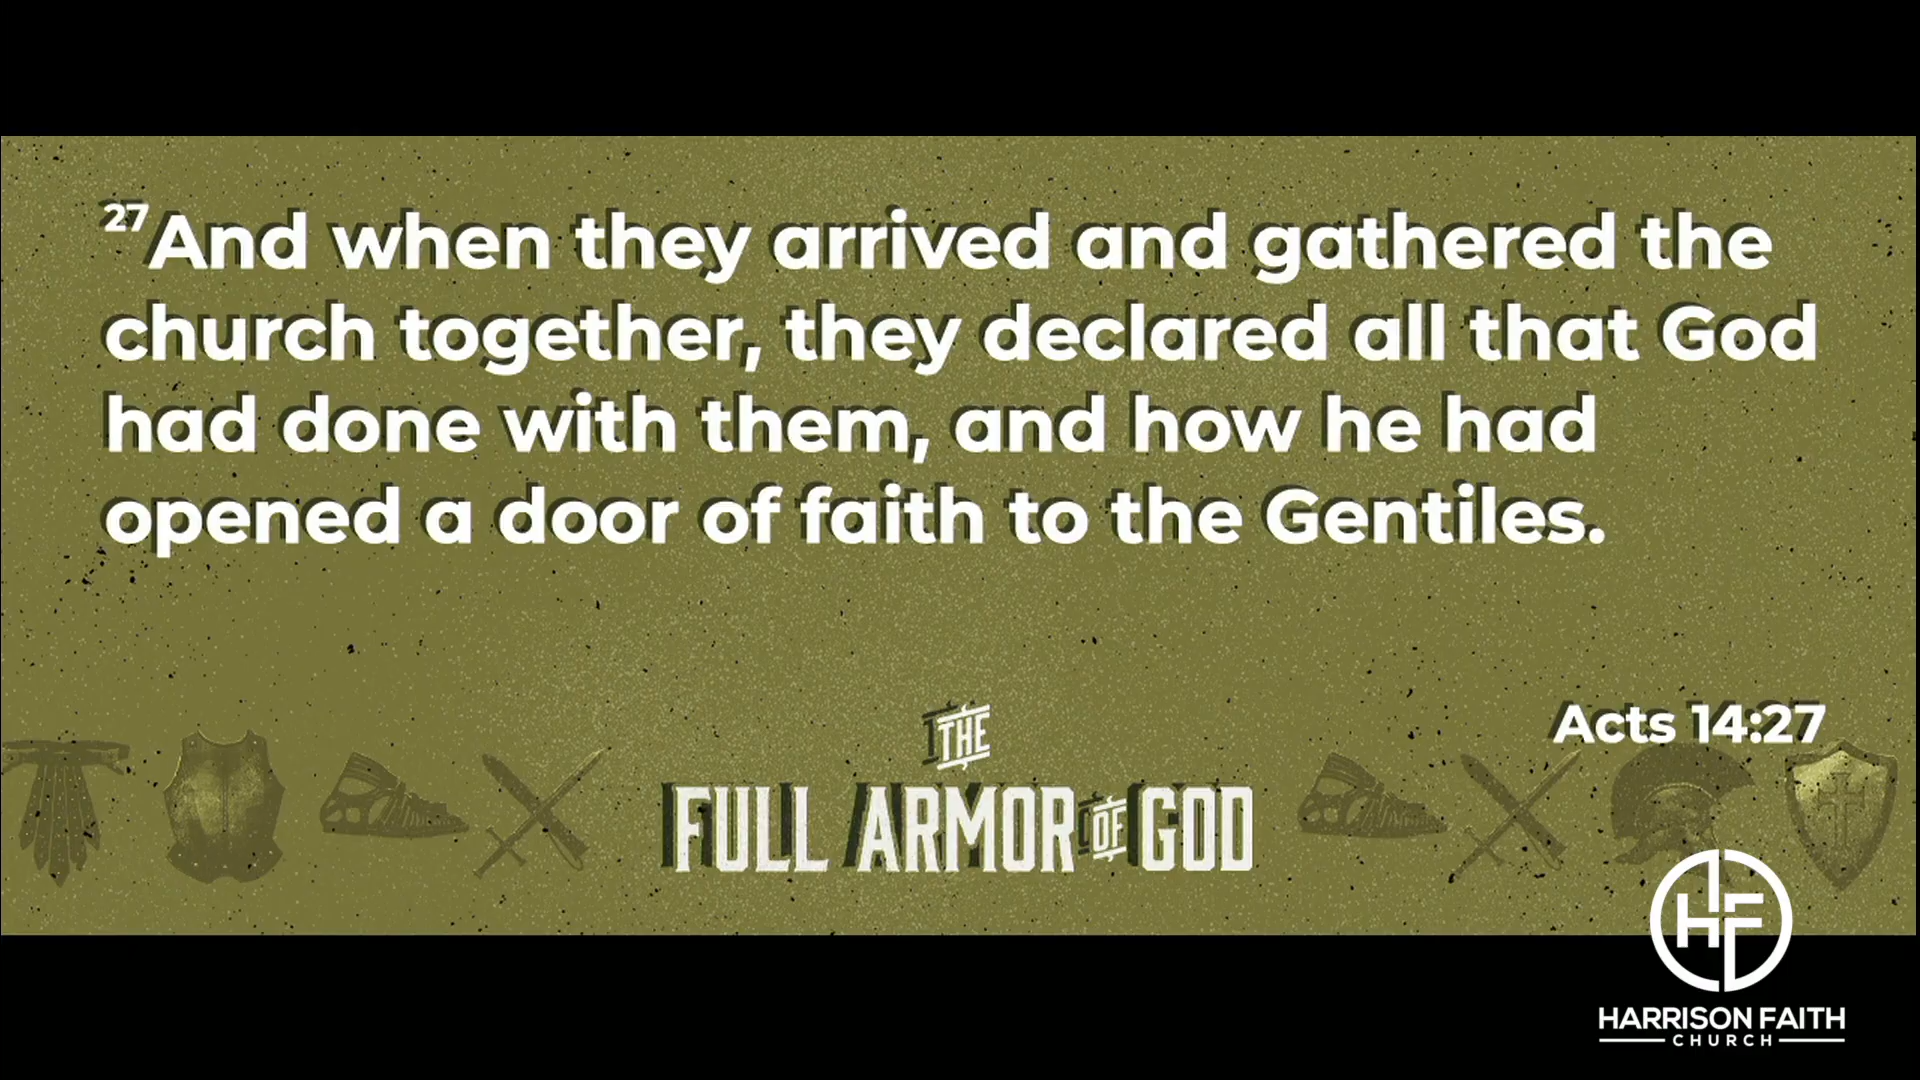 27And when they arrived and gathered the
church together, they declared all that God
had done with them, and how he had
opened a door of faith to the Gentiles.
Acts 14:27
THE
FULL ARMOR OF GOD
HF
HARRISON FAITH
CHURCH